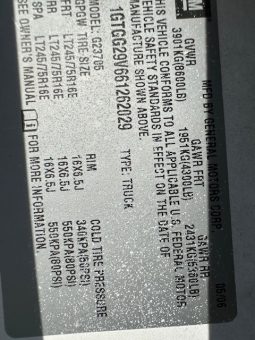 GM
MFD BY GENERAL MOTORS CORP.
05/06
GVWR GAWR FRT GAWR RR
3901KG(8600LB) 1951KG(4300LB) 2431KG(5360LB)
THIS VEHICLE CONFORMS TO ALL APPLICABLE U.S. FEDERAL MOTOR
VEHICLE SAFETY STANDARDS IN EFFECT ON THE DATE OF
MANUFACTURE SHOWN ABOVE.
1GTGG29V661262029 TYPE: TRUCK
MODEL: G23705
GPGW TIRE SIZE RIM COLD TIRE PRESSURE
FRT LT245/75R16E 16X6.5J 340KPA(50PSI)
RR LT245/75R16E 16X6.5J 550KPA(80PSI)
SPA LT245/75R16E 16X6.5J 550KPA(80PSI)
SEE OWNER'S MANUAL FOR MORE INFORMATION.